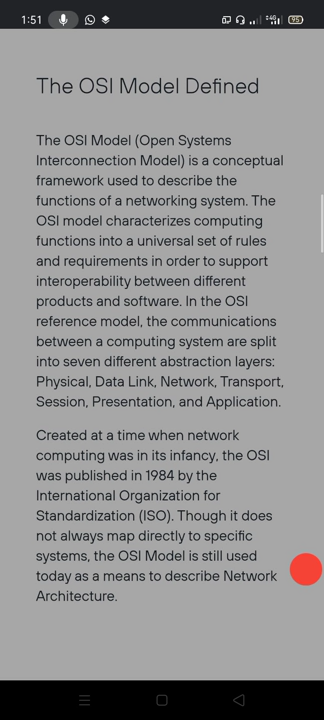 1:51
4G
95
The OSI Model Defined
The OSI Model (Open Systems
Interconnection Model) is a conceptual
framework used to describe the
functions of a networking system. The
OSI model characterizes computing
functions into a universal set of rules
and requirements in order to support
interoperability between different
products and software. In the OSI
reference model, the communications
between a computing system are split
into seven different abstraction layers:
Physical, Data Link, Network, Transport,
Session, Presentation, and Application.
Created at a time when network
computing was in its infancy, the OSI
was published in 1984 by the
International Organization for
Standardization (ISO). Though it does
not always map directly to specific
systems, the OSI Model is still used
today as a means to describe Network
Architecture.